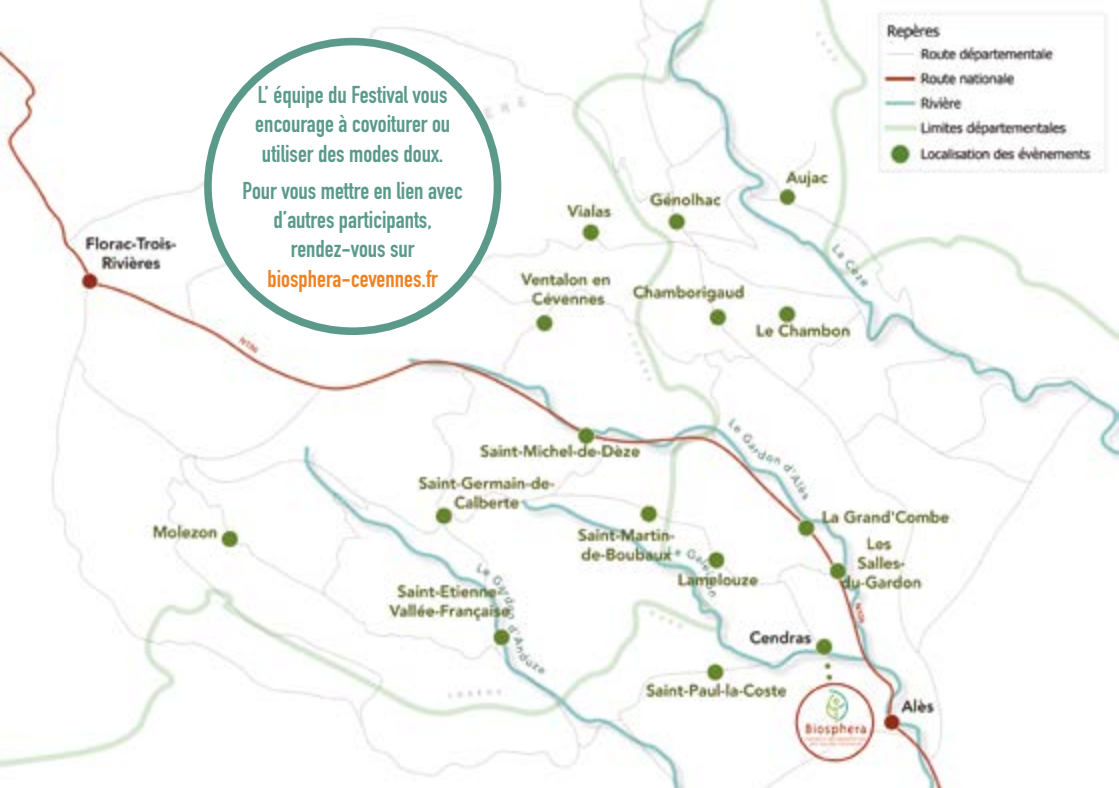 L' équipe du Festival vous
encourage à covoiturer ou
utiliser des modes doux.
Pour vous mettre en lien avec
d'autres participants,
rendez-vous sur
biosphera-cevennes.fr
Repères
Route départementale
Route nationale
Rivière
Limites départementales
Localisation des évènements
Aujac
Génolhac
Vialas
Florac-Trois-
Rivières
La Cèze
Ventalon en
Cévennes
Chamborigaud
Le Chambon
N106
Le Gardon d'Alès
Saint-Michel-de-Dèze
Saint-Germain-de-
Calberte
La Grand'Combe
Molezon
Saint-Martin-
de-Boubaux
Les
Salles-
du-Gardon
Le Galeizon
Lamelouze
Saint-Etienne
Vallée-Française
Le Gardon d'Anduze
N106
Cendras
Saint-Paul-la-Coste
Alès
Biosphera